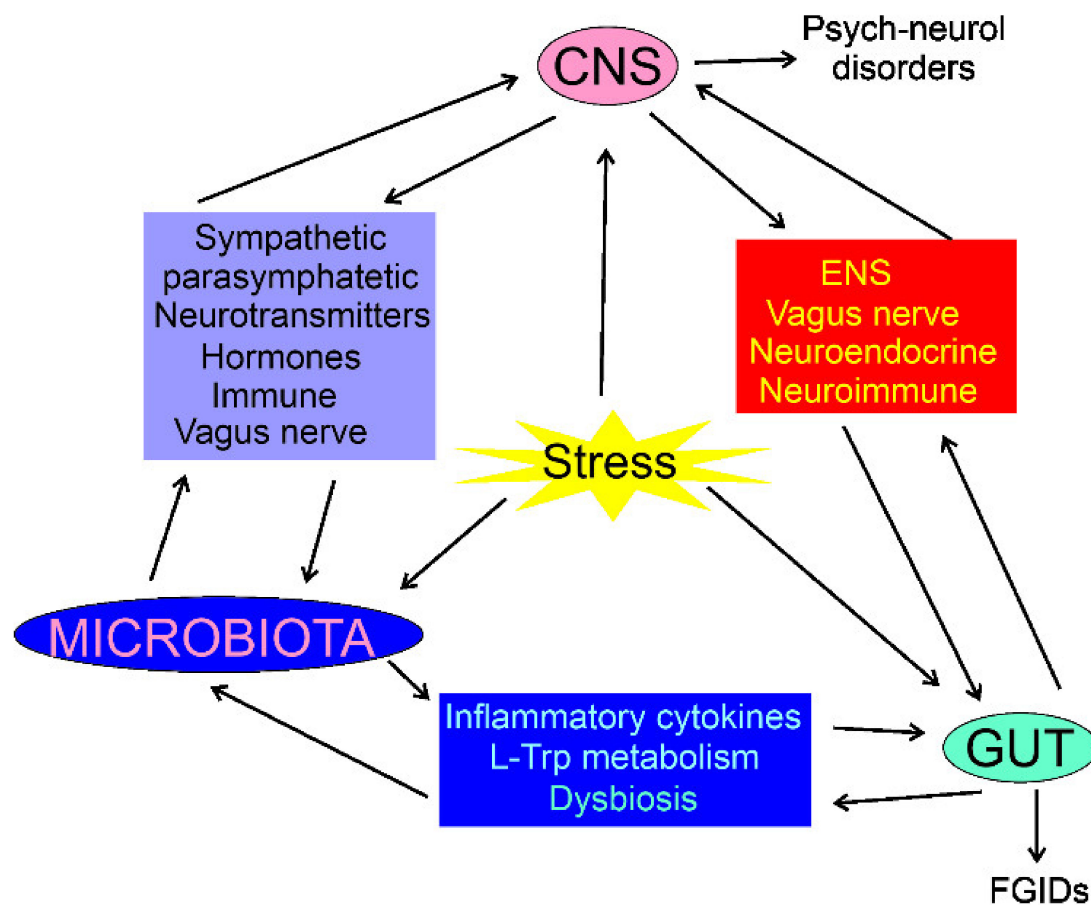 CNS
Psych-neurol
disorders
Sympathetic
parasymphatetic
Neurotransmitters
Hormones
Immune
Vagus nerve
ENS
Vagus nerve
Neuroendocrine
Neuroimmune
Stress
MICROBIOTA
Inflammatory cytokines
L-Trp metabolism
Dysbiosis
GUT
FGIDs